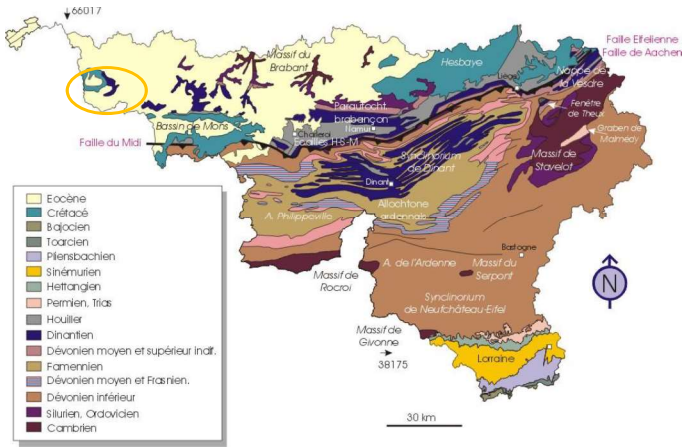 66017
Faille Eifelienne
Faille de Aachen
Massif du
Brabant
Hesbaye
Liège
Nappe de
la Vesdre
Fenêtre
de Theux
Graben de
Malmédy
Parautocht.
brabançon
Namur
Bassin de Mons
Charleroi
Ecailles H-S-M
Faille du Midi
Synclinorium
de Dinant
Massif de
Stavelot
Dinant
Allochtone
ardennais
A. Philippeville
Bastogne
A. de l'Ardenne
Massif du
Serpont
Massif de
Rocroi
Synclinorium
de Neufchâteau-Eifel
Massif de
Givonne
38175
Lorraine
N
30 km
Eocène
Crétacé
Bajocien
Toarcien
Pliensbachien
Sinémurien
Hettangien
Permien, Trias
Houiller
Dinantien
Dévonien moyen et supérieur indif.
Famennien
Dévonien moyen et Frasnien.
Dévonien inférieur
Silurien, Ordovicien
Cambrien